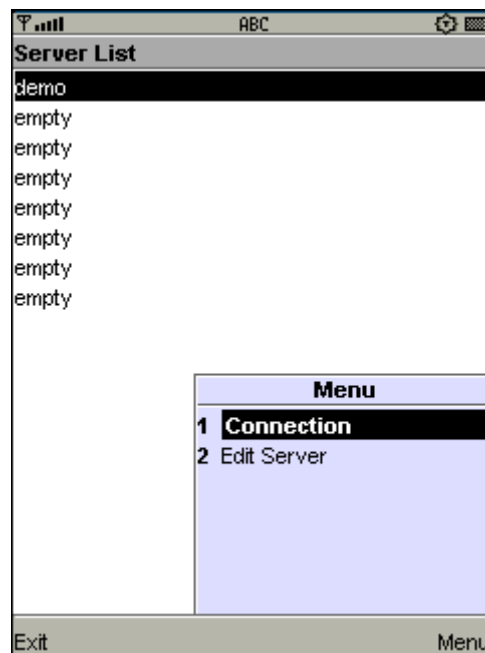 ABC
Server List
demo
empty
empty
empty
empty
empty
empty
empty
Menu
1 Connection
2 Edit Server
Exit Menu